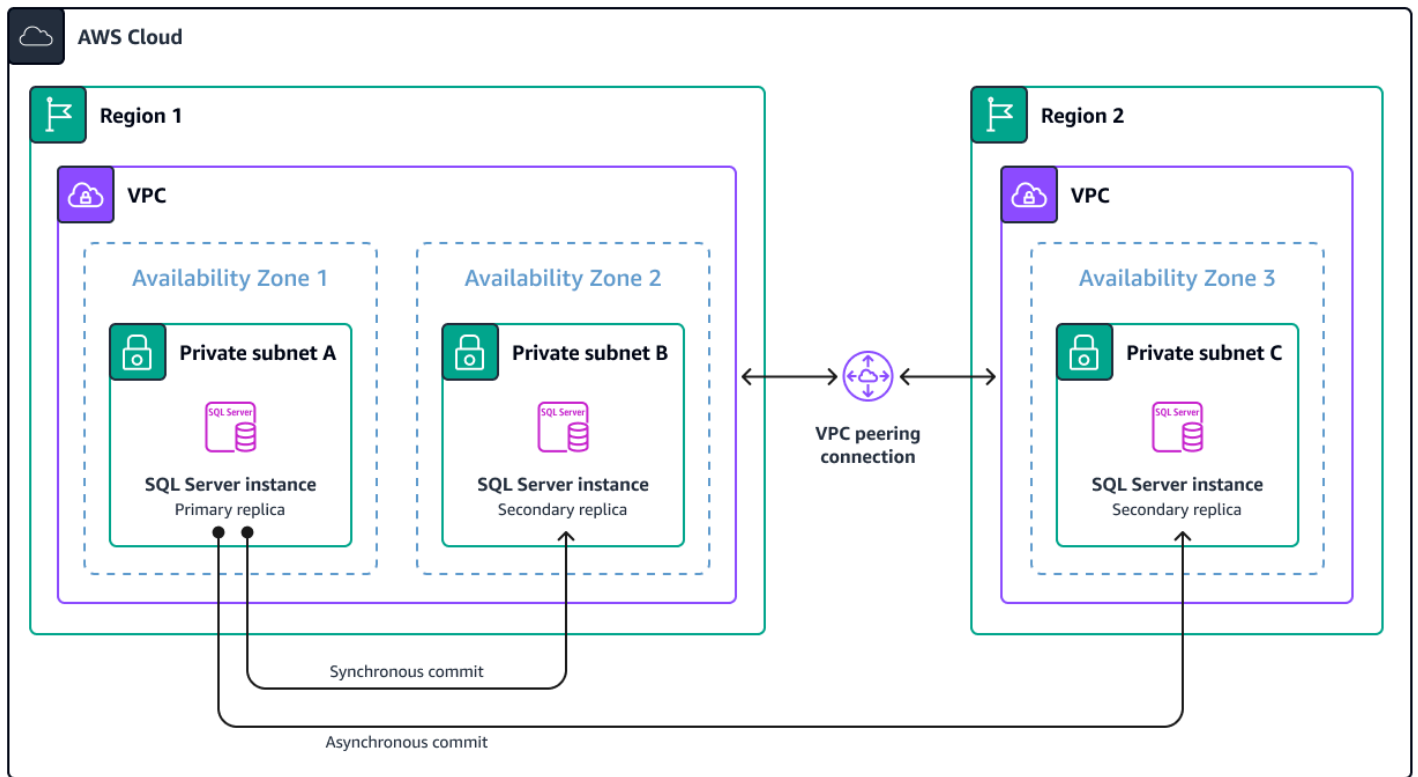 AWS Cloud
Region 1
VPC
Availability Zone 1
Private subnet A
SQL Server
SQL Server instance
Primary replica
Availability Zone 2
Private subnet B
SQL Server
SQL Server instance
Secondary replica
VPC peering
connection
Region 2
VPC
Availability Zone 3
Private subnet C
SQL Server
SQL Server instance
Secondary replica
Synchronous commit
Asynchronous commit